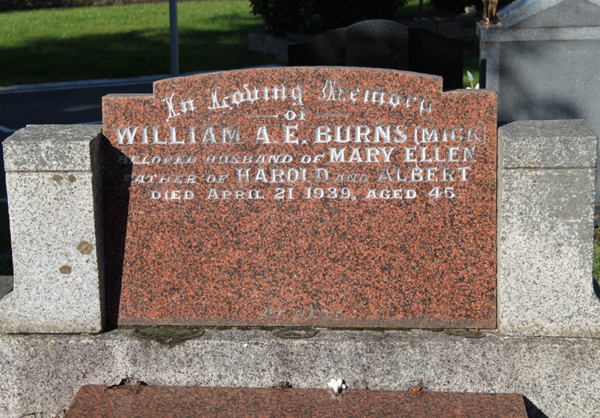 In Loving Memory
OF
WILLIAM A.E. BURNS (MICK)
BELOVED HUSBAND OF MARY ELLEN
FATHER OF HAROLD AND ALBERT
DIED APRIL 21 1939, AGED 45